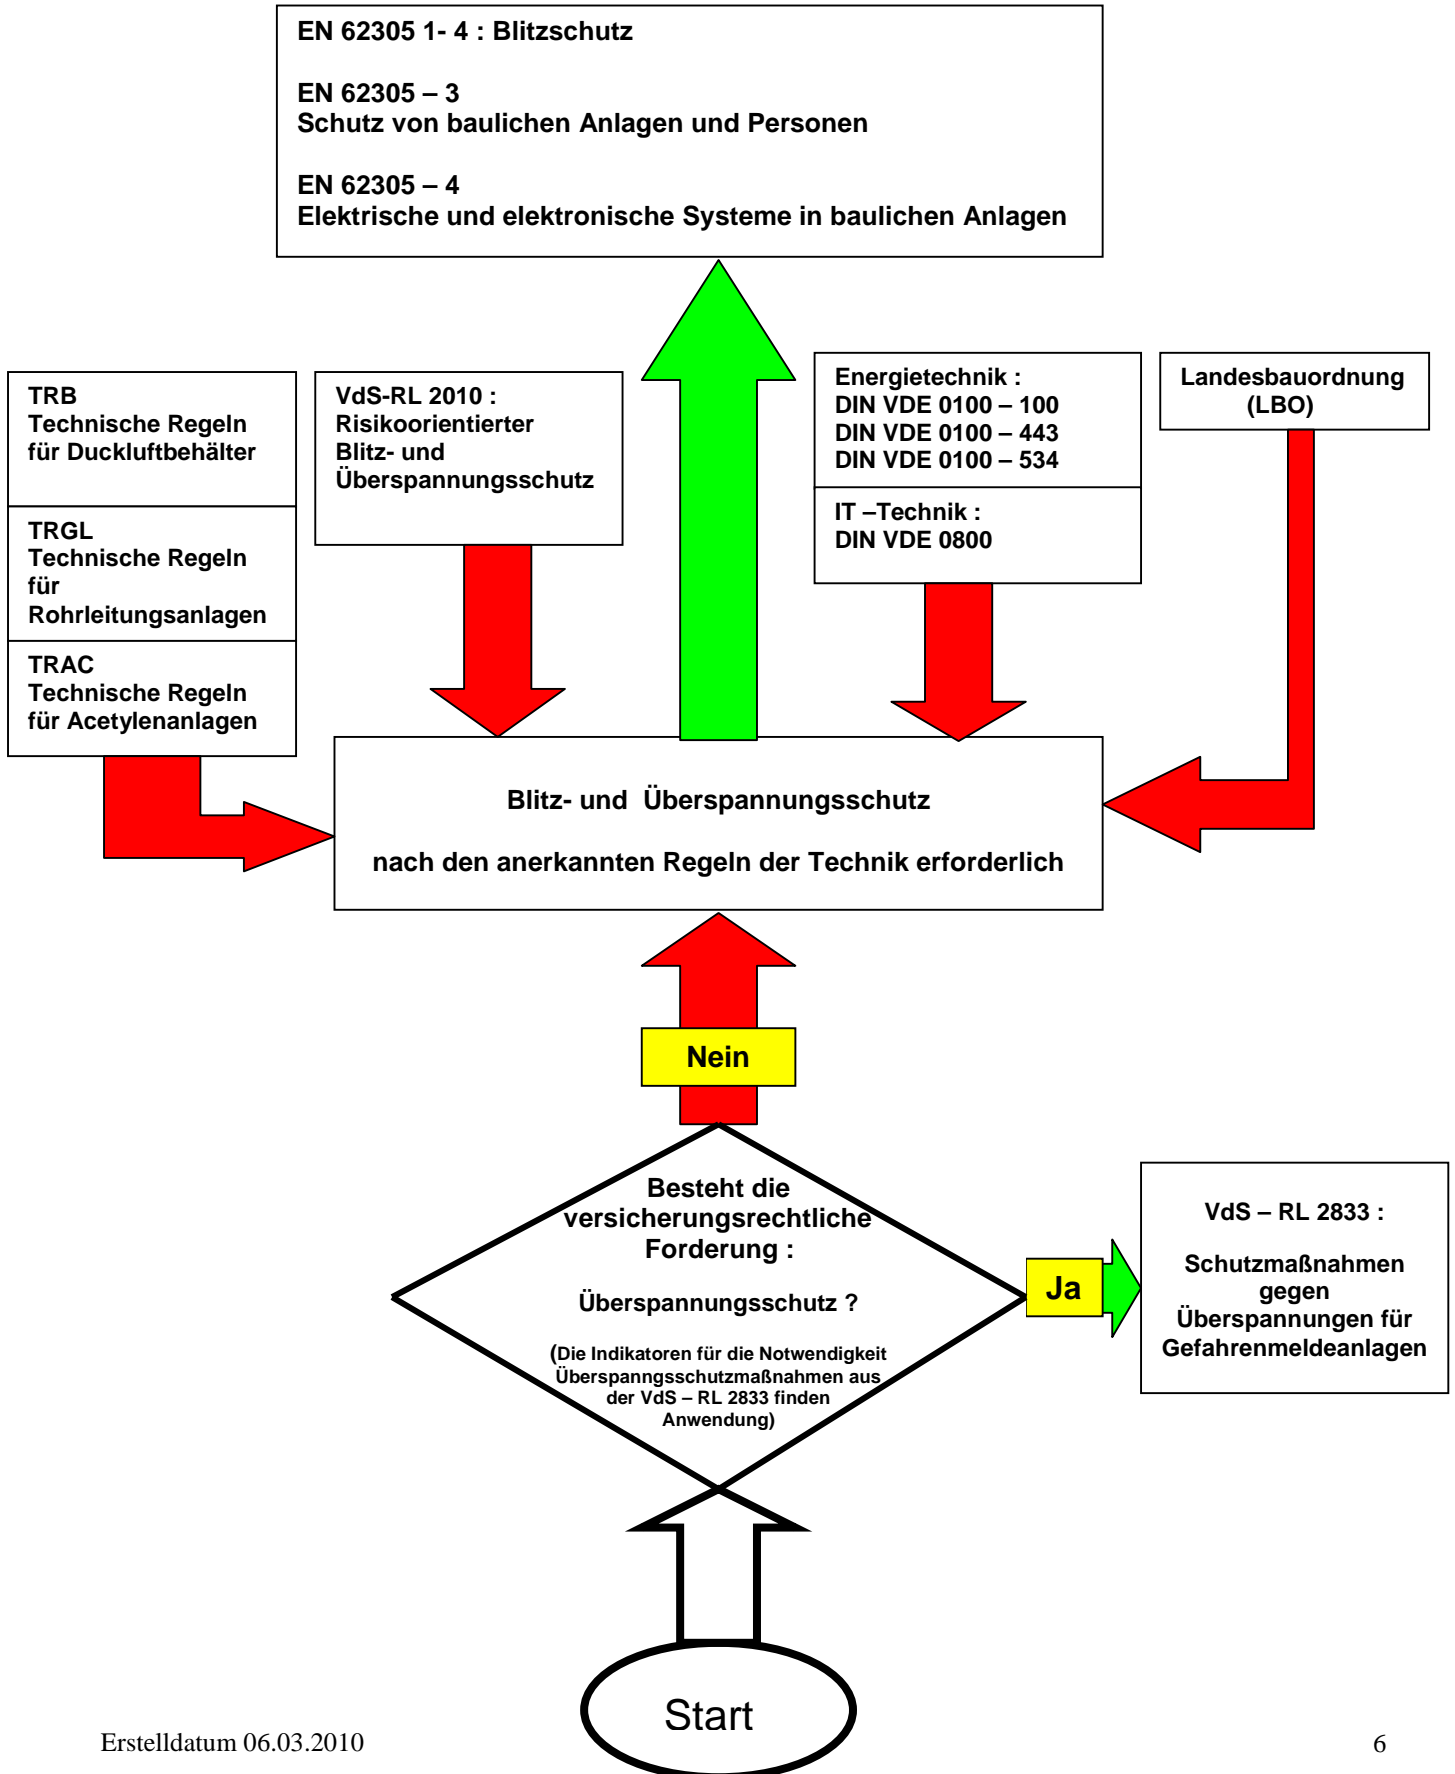 EN 62305 1- 4 : Blitzschutz
EN 62305 – 3
Schutz von baulichen Anlagen und Personen
EN 62305 – 4
Elektrische und elektronische Systeme in baulichen Anlagen
TRB
Technische Regeln
für Duckluftbehälter
TRGL
Technische Regeln
für
Rohrleitungsanlagen
TRAC
Technische Regeln
für Acetylenanlagen
VdS-RL 2010 :
Risikoorientierter
Blitz- und
Überspannungsschutz
Energietechnik :
DIN VDE 0100 – 100
DIN VDE 0100 – 443
DIN VDE 0100 – 534
IT –Technik :
DIN VDE 0800
Landesbauordnung
(LBO)
Blitz- und Überspannungsschutz
nach den anerkannten Regeln der Technik erforderlich
Nein
Besteht die
versicherungsrechtliche
Forderung :
Überspannungsschutz ?
(Die Indikatoren für die Notwendigkeit
Überspanngsschutzmaßnahmen aus
der VdS – RL 2833 finden
Anwendung)
Ja
VdS – RL 2833 :
Schutzmaßnahmen
gegen
Überspannungen für
Gefahrenmeldeanlagen
Start
Erstelldatum 06.03.2010
6